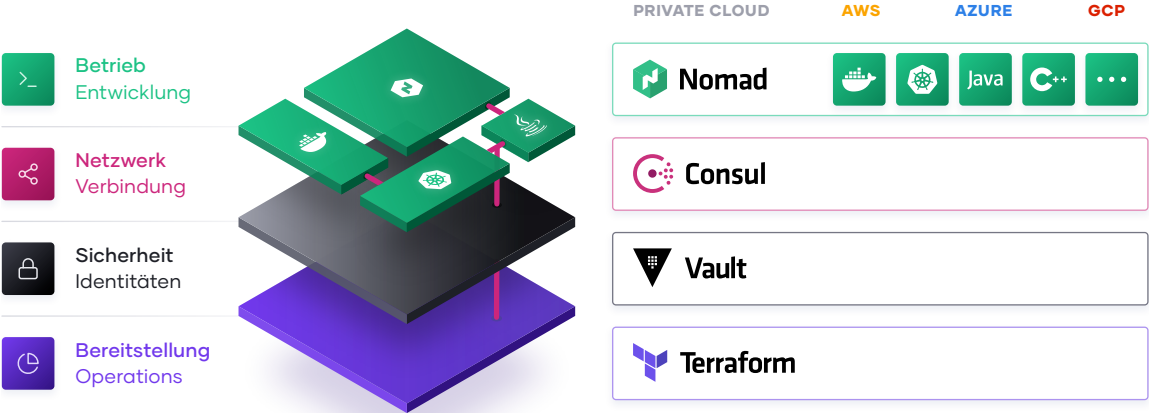 PRIVATE CLOUD AWS AZURE GCP
Betrieb
Entwicklung
Nomad
Java
C++
Netzwerk
Verbindung
Consul
Sicherheit
Identitäten
Vault
Bereitstellung
Operations
Terraform